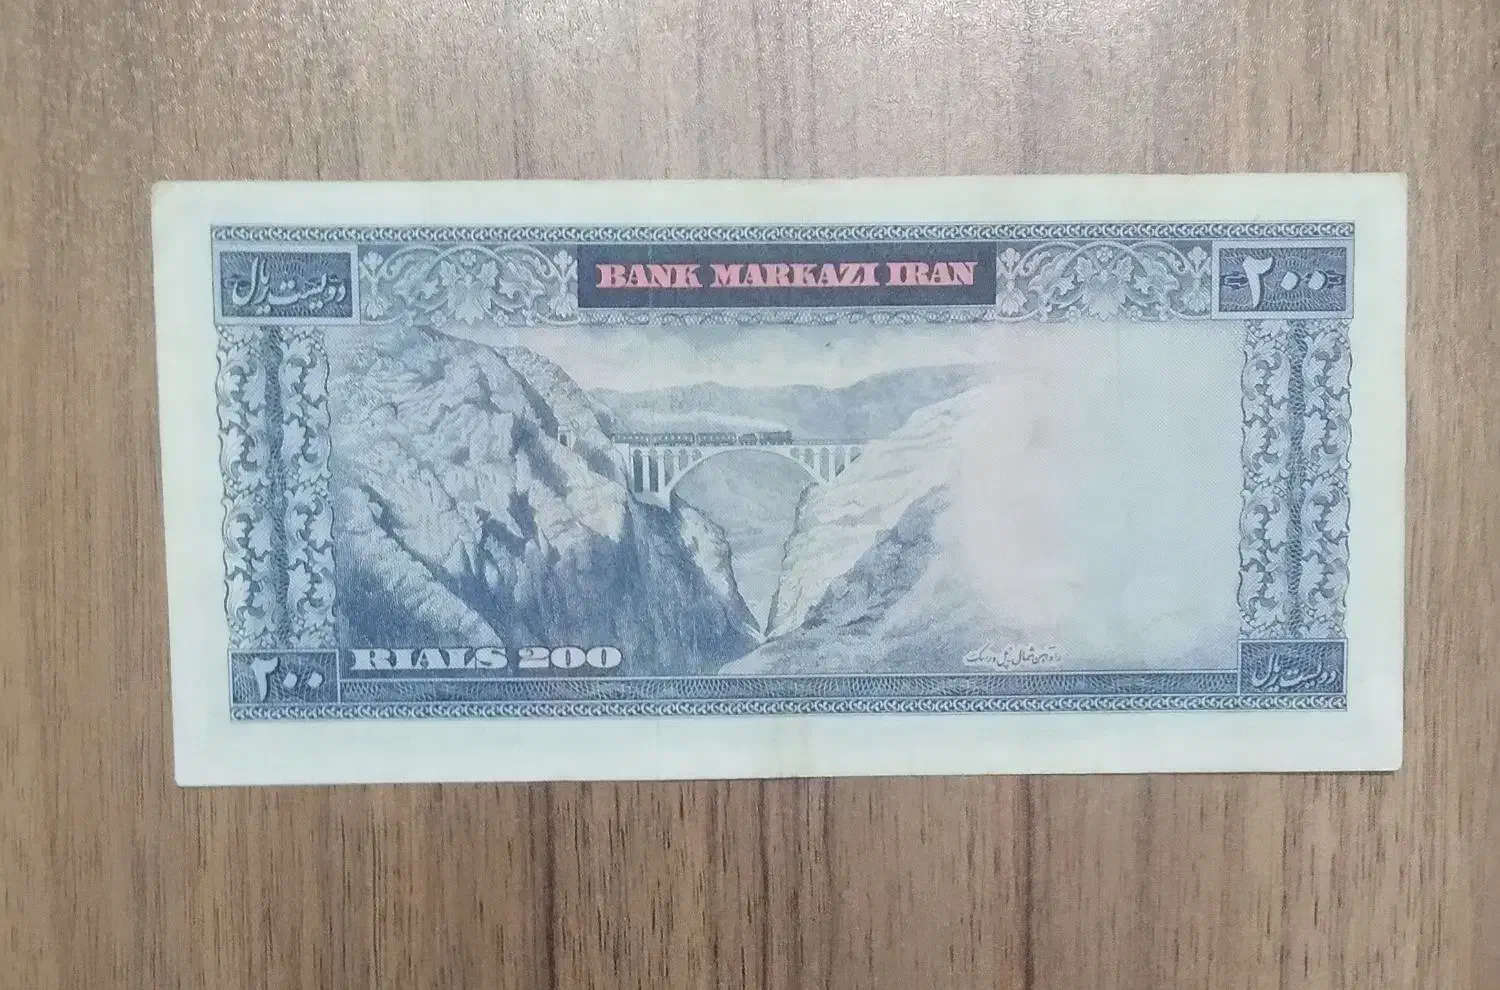 دویست ریال
BANK MARKAZI IRAN
۲۰۰
RIALS 200
راه آهن شمال پل ورسک
۲۰۰
دویست ریال